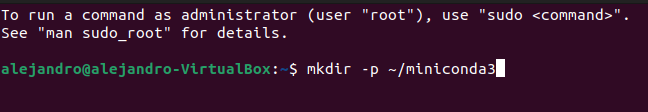 To run a command as administrator (user "root"), use "sudo <command>".
See "man sudo_root" for details.
alejandro@alejandro-VirtualBox:~$ mkdir -p ~/miniconda3